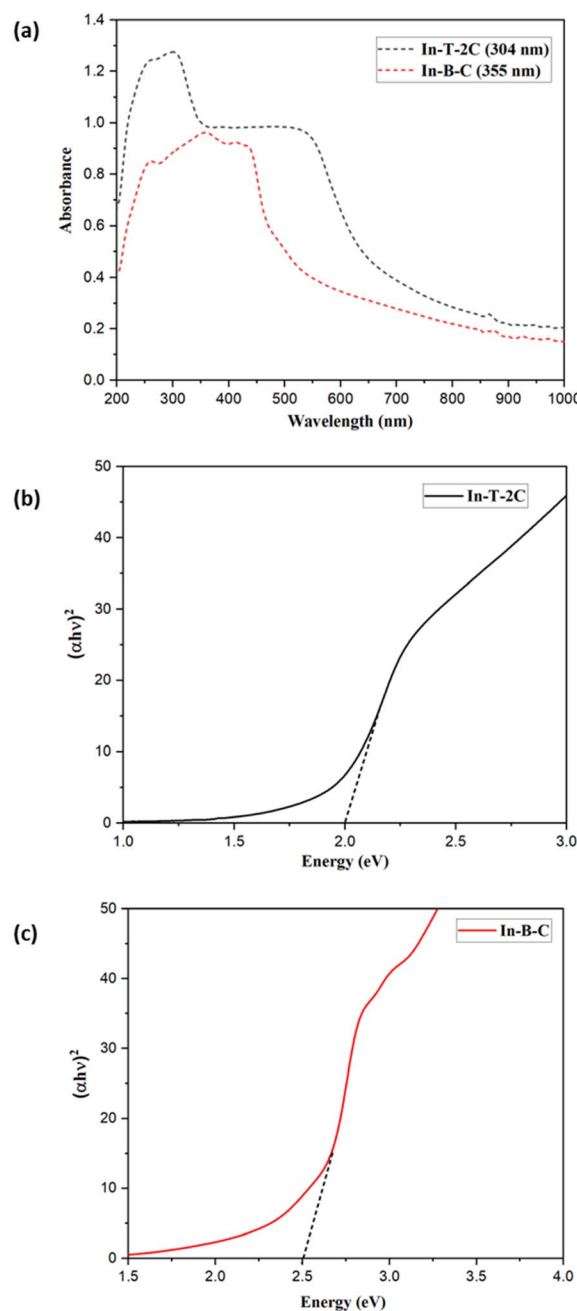 (a)
1.4
1.2
1.0
0.8
0.6
0.4
0.2
0.0
Absorbance
In-T-2C (304 nm)
In-B-C (355 nm)
200 300 400 500 600 700 800 900 1000
Wavelength (nm)
(b)
50
40
30
20
10
0
(αhν)²
In-T-2C
1.0 1.5 2.0 2.5 3.0
Energy (eV)
(c)
50
40
30
20
10
0
(αhν)²
In-B-C
1.5 2.0 2.5 3.0 3.5 4.0
Energy (eV)